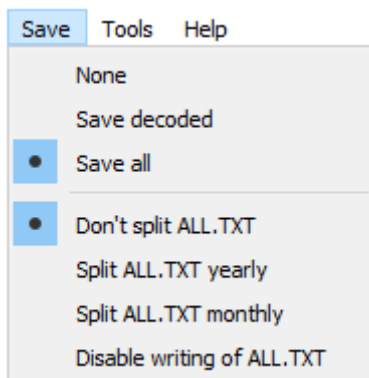 Save Tools Help
None
Save decoded
Save all
Don't split ALL.TXT
Split ALL.TXT yearly
Split ALL.TXT monthly
Disable writing of ALL.TXT